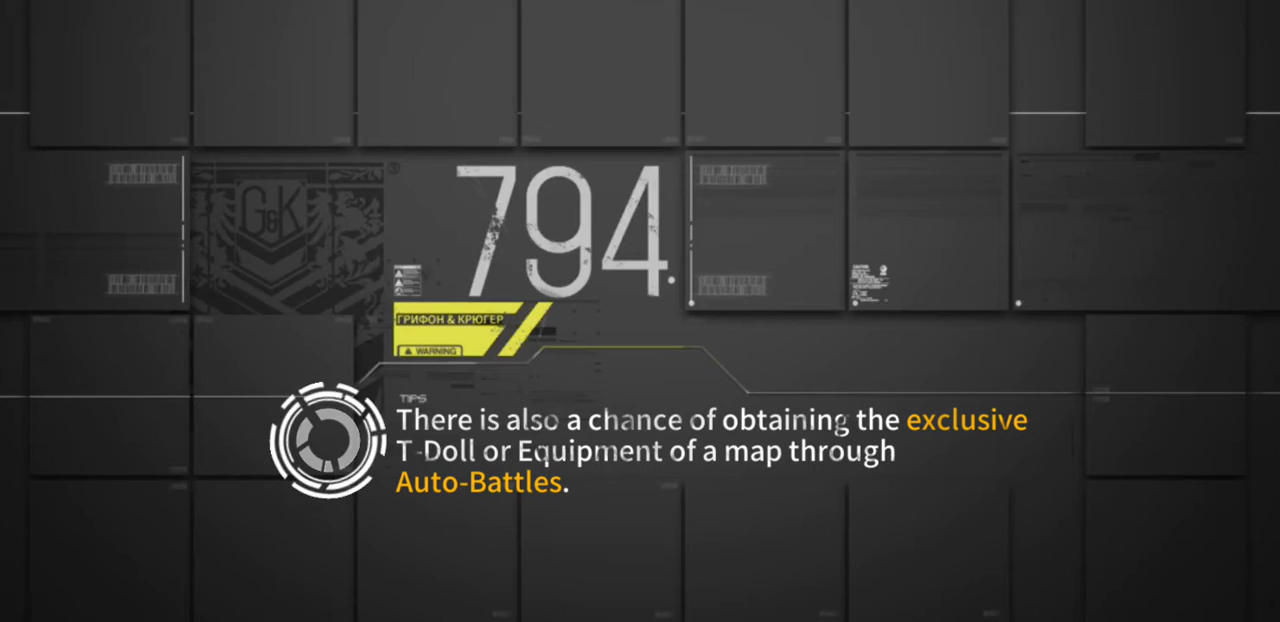 G&K
794.
ГРИФОН & КРЮГЕР
WARNING
TIPS
There is also a chance of obtaining the exclusive
T-Doll or Equipment of a map through
Auto-Battles.